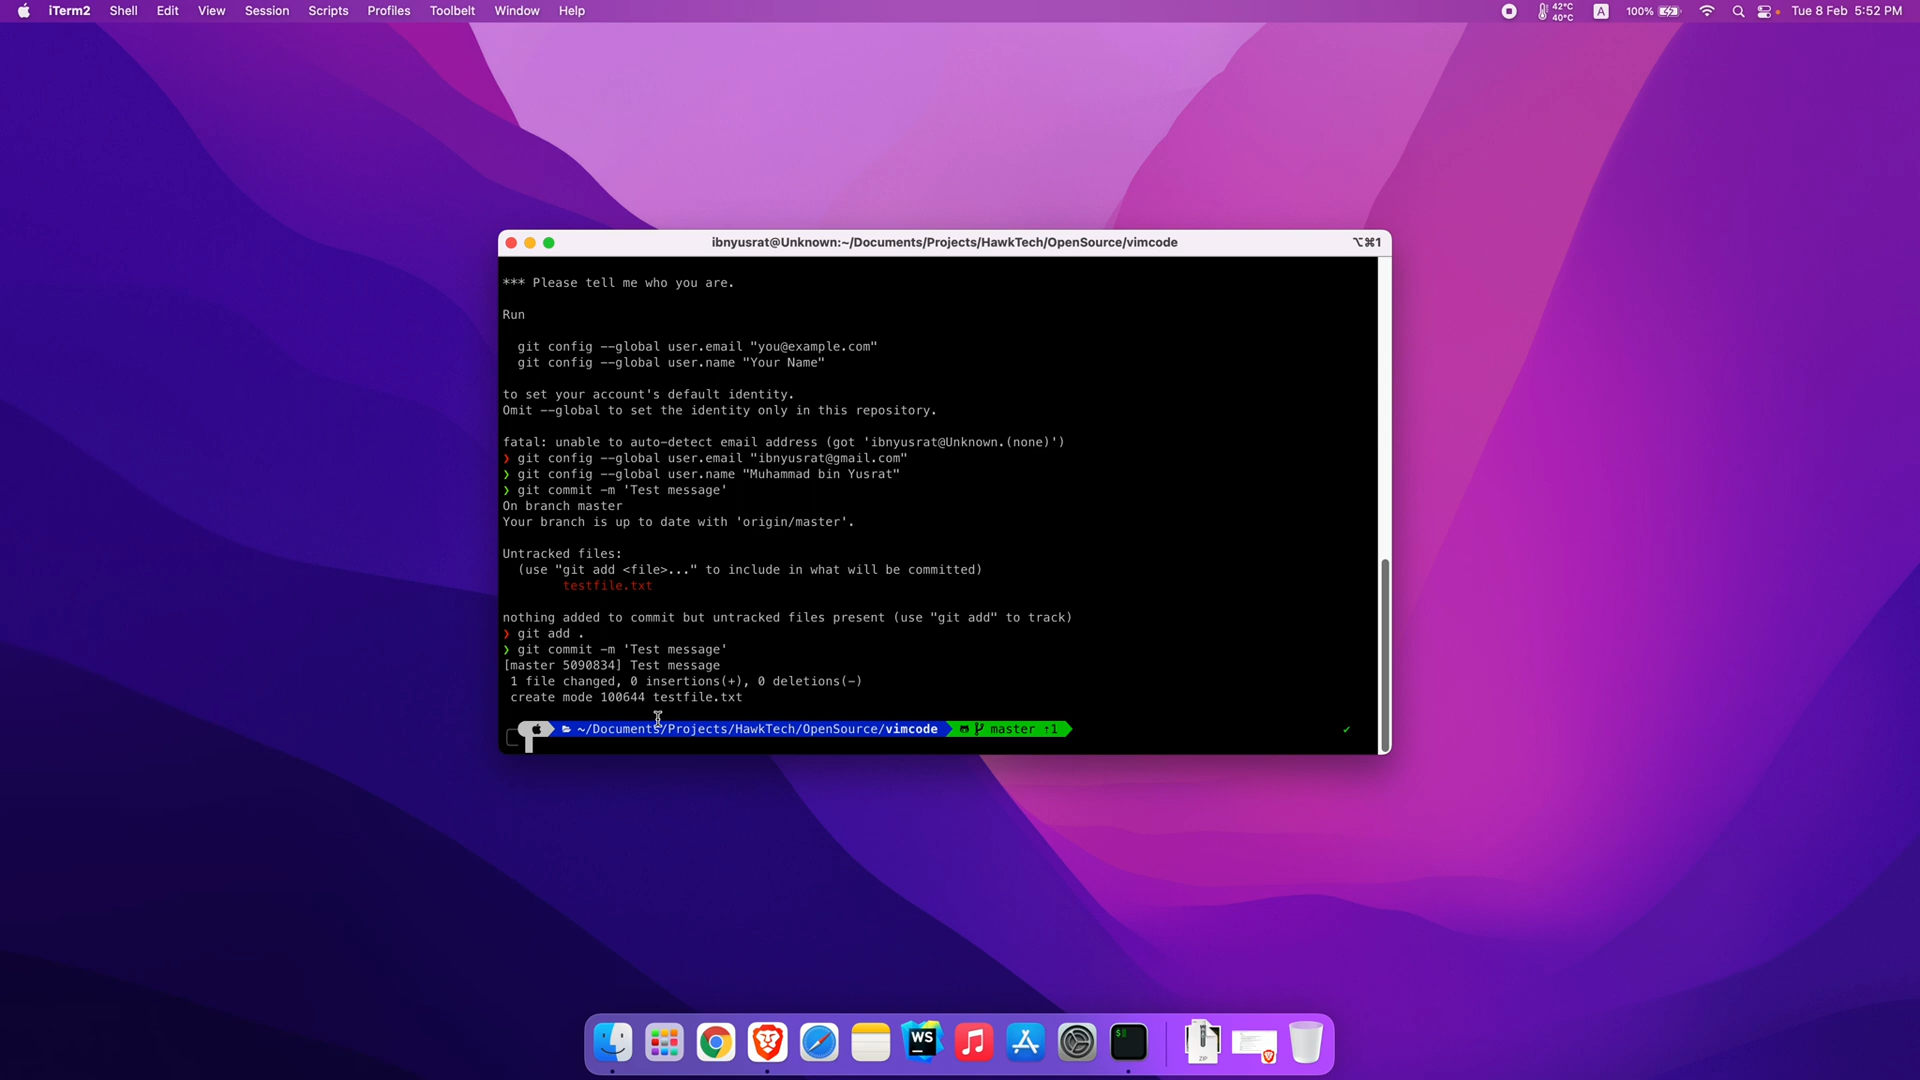 iTerm2 Shell Edit View Session Scripts Profiles Toolbelt Window Help 42°C 40°C A 100% Tue 8 Feb 5:52 PM
ibnyusrat@Unknown:~/Documents/Projects/HawkTech/OpenSource/vimcode ⌥⌘1
*** Please tell me who you are.
Run
git config --global user.email "you@example.com"
git config --global user.name "Your Name"
to set your account's default identity.
Omit --global to set the identity only in this repository.
fatal: unable to auto-detect email address (got 'ibnyusrat@Unknown.(none)')
❯ git config --global user.email "ibnyusrat@gmail.com"
❯ git config --global user.name "Muhammad bin Yusrat"
❯ git commit -m 'Test message'
On branch master
Your branch is up to date with 'origin/master'.
Untracked files:
(use "git add <file>..." to include in what will be committed)
testfile.txt
nothing added to commit but untracked files present (use "git add" to track)
❯ git add .
❯ git commit -m 'Test message'
[master 5090834] Test message
1 file changed, 0 insertions(+), 0 deletions(-)
create mode 100644 testfile.txt
~/Documents/Projects/HawkTech/OpenSource/vimcode master ↑1 ✔
WS $ ZIP